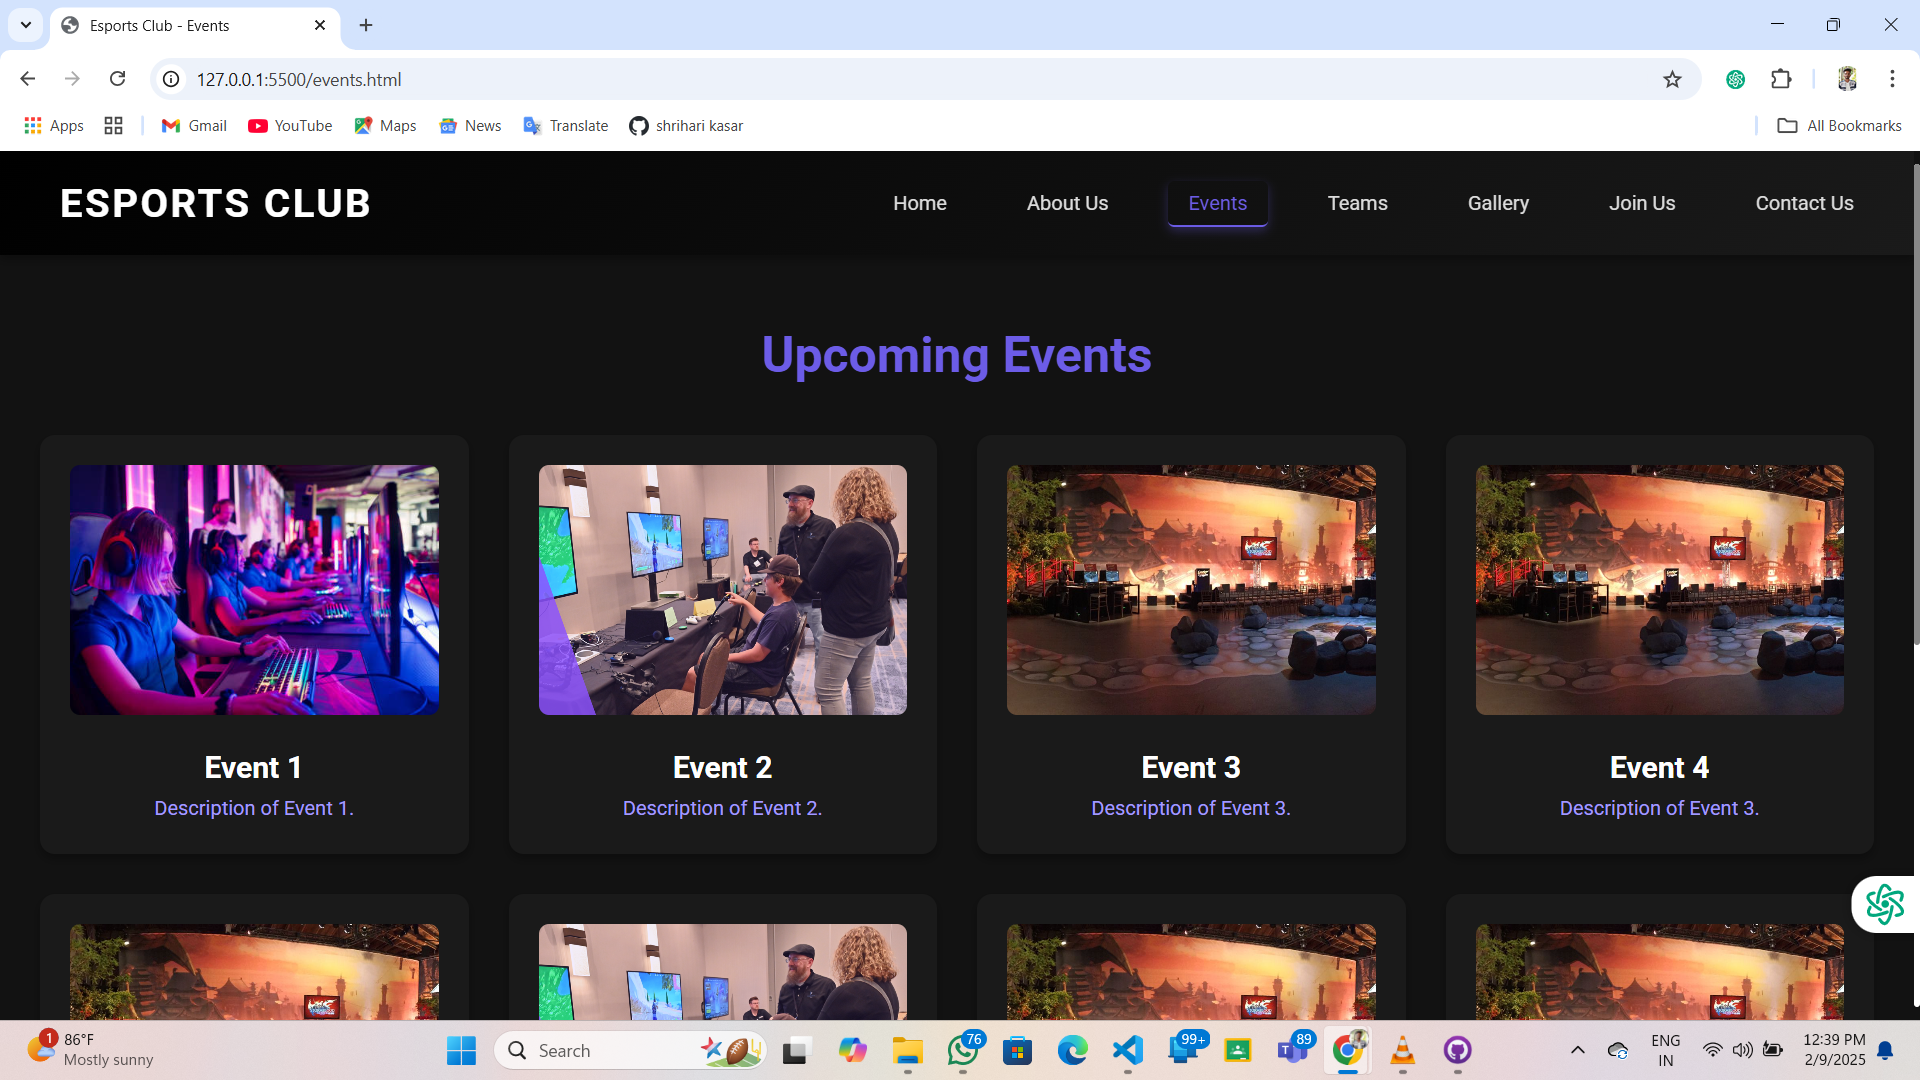 Esports Club - Events
127.0.0.1:5500/events.html
Apps
Gmail
YouTube
Maps
News
Translate
shrihari kasar
All Bookmarks
ESPORTS CLUB
Home
About Us
Events
Teams
Gallery
Join Us
Contact Us
Upcoming Events
Event 1
Description of Event 1.
Event 2
Description of Event 2.
Event 3
Description of Event 3.
Event 4
Description of Event 3.
1
86°F
Mostly sunny
Search
76
99+
89
ENG
IN
12:39 PM
2/9/2025